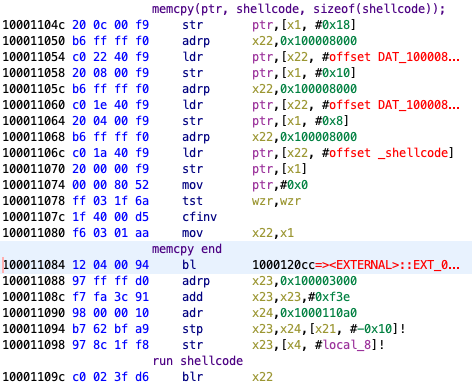 memcpy(ptr, shellcode, sizeof(shellcode));
10001104c 20 0c 00 f9 str ptr,[x1, #0x18]
100011050 b6 ff ff f0 adrp x22,0x100008000
100011054 c0 22 40 f9 ldr ptr,[x22, #offset DAT_100008...
100011058 20 08 00 f9 str ptr,[x1, #0x10]
10001105c b6 ff ff f0 adrp x22,0x100008000
100011060 c0 1e 40 f9 ldr ptr,[x22, #offset DAT_100008...
100011064 20 04 00 f9 str ptr,[x1, #0x8]
100011068 b6 ff ff f0 adrp x22,0x100008000
10001106c c0 1a 40 f9 ldr ptr,[x22, #offset _shellcode]
100011070 20 00 00 f9 str ptr,[x1]
100011074 00 00 80 52 mov ptr,#0x0
100011078 ff 03 1f 6a tst wzr,wzr
10001107c 1f 40 00 d5 cfinv
100011080 f6 03 01 aa mov x22,x1
memcpy end
100011084 12 04 00 94 bl 1000120cc=><EXTERNAL>::EXT_0...
100011088 97 ff ff d0 adrp x23,0x100003000
10001108c f7 fa 3c 91 add x23,x23,#0xf3e
100011090 98 00 00 10 adr x24,0x1000110a0
100011094 b7 62 bf a9 stp x23,x24,[x21, #-0x10]!
100011098 97 8c 1f f8 str x23,[x4, #local_8]!
run shellcode
10001109c c0 02 3f d6 blr x22